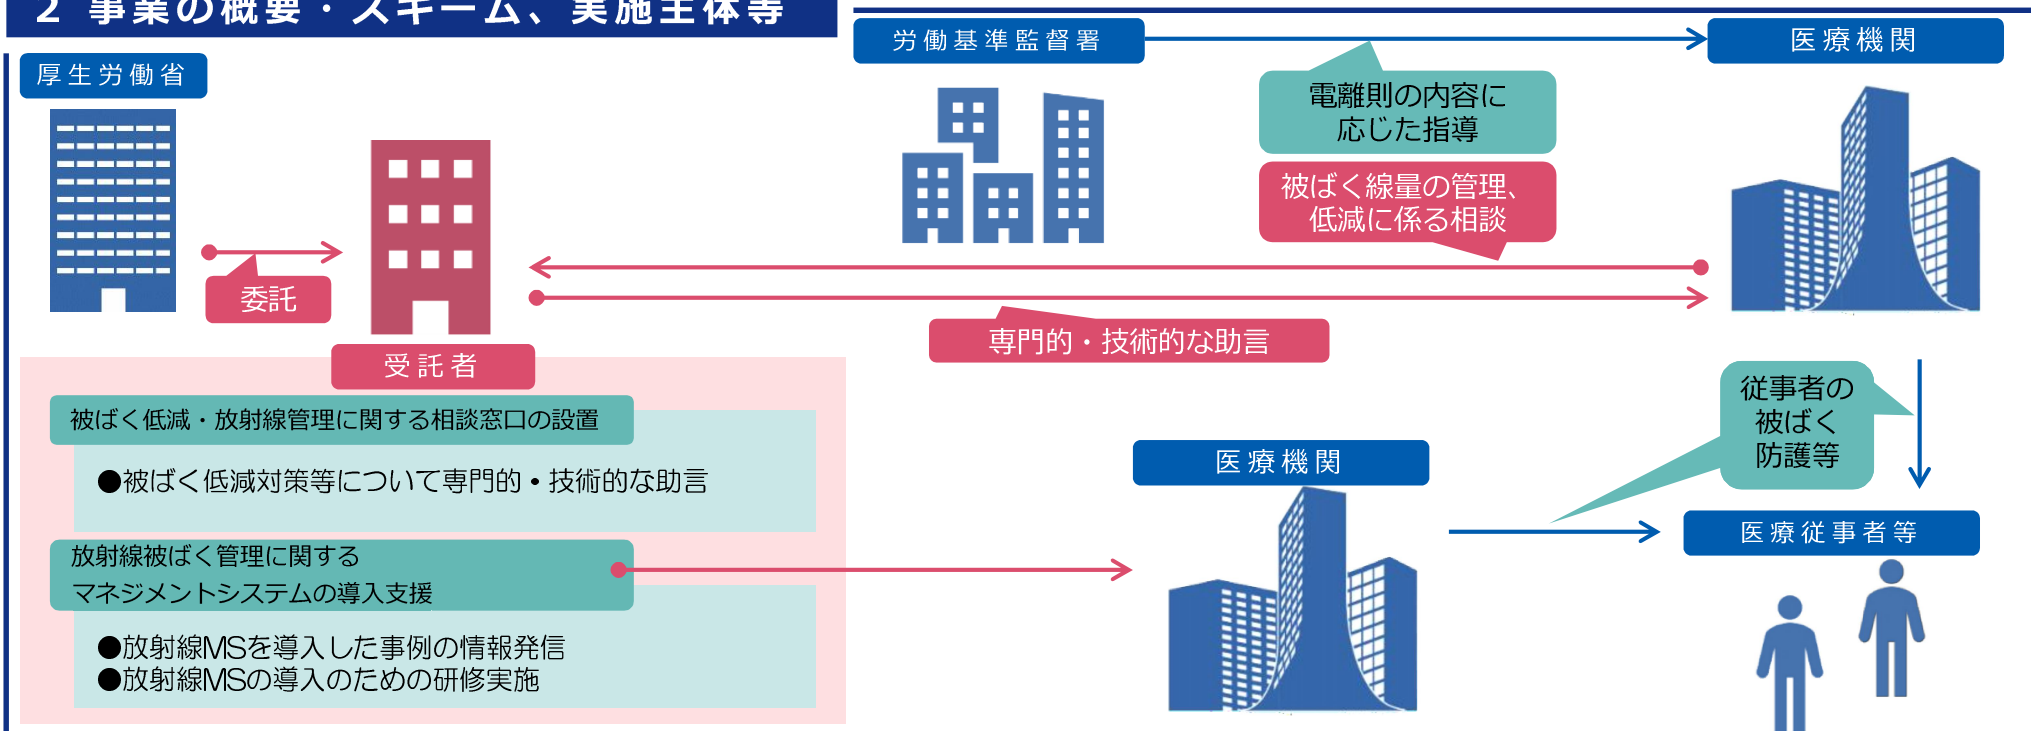 2 事業の概要・スキーム、実施主体等
厚生労働省
委託
受託者
労働基準監督署
医療機関
電離則の内容に
応じた指導
被ばく線量の管理、
低減に係る相談
専門的・技術的な助言
被ばく低減・放射線管理に関する相談窓口の設置
●被ばく低減対策等について専門的・技術的な助言
放射線被ばく管理に関する
マネジメントシステムの導入支援
●放射線MSを導入した事例の情報発信
●放射線MSの導入のための研修実施
医療機関
従事者の
被ばく
防護等
医療従事者等